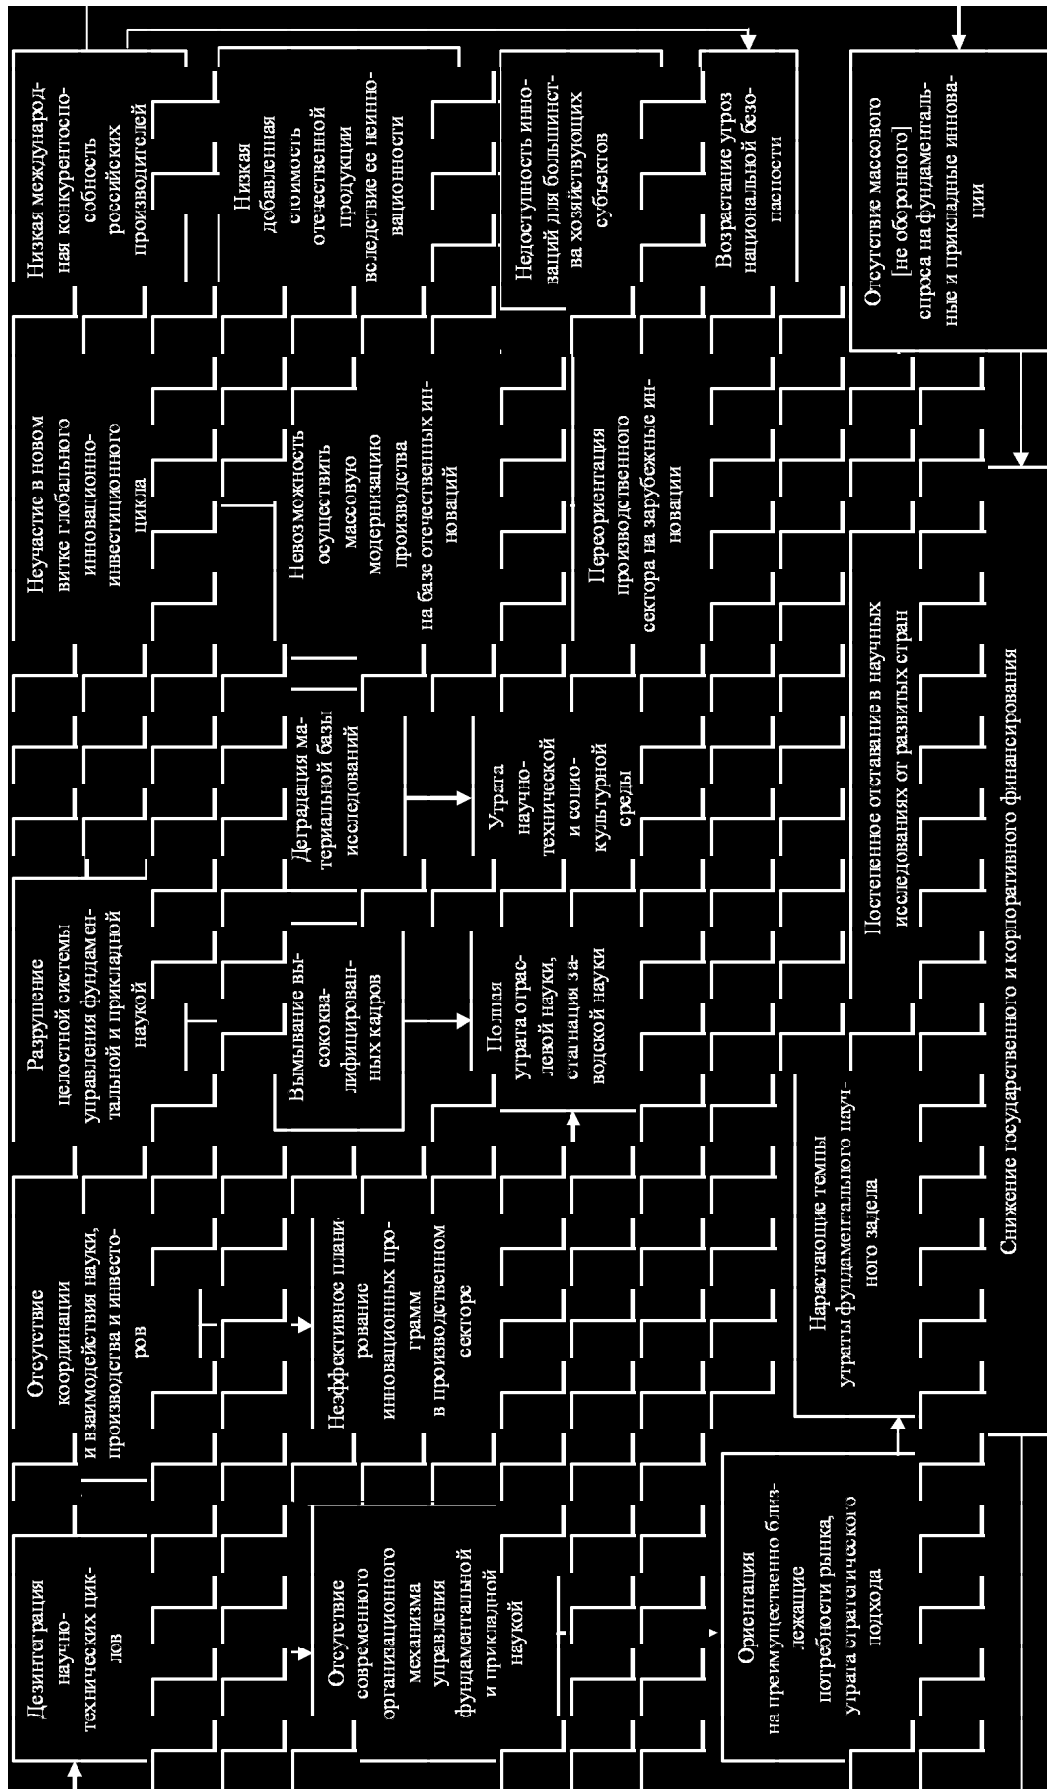 Дезинтеграция
научно-
технических цик-
лов
Отсутствие
координации
и взаимодействия науки,
производства и инвесто-
ров
Разрушение
целостной системы
управления фундамен-
тальной и прикладной
наукой
Неучастие в новом
витке глобального
инновационно-
инвестиционного
цикла
Низкая международ-
ная конкурентоспо-
собность
российских
производителей
Отсутствие
современного
организационного
механизма
управления
фундаментальной
и прикладной
наукой
Неэффективное плани
рование
инновационных про-
грамм
в производственном
секторе
Вымывание вы-
сококва-
лифицирован-
ных кадров
Деградация ма-
териальной базы
исследований
Невозможность
осуществить
массовую
модернизацию
производства
на базе отечественных ин-
новаций
Низкая
добавленная
стоимость
отечественной
продукции
вследствие ее неинно-
вационности
Полная
утрата отрас-
левой науки,
стагнация за-
водской науки
Утрата
научно-
технической
и социо-
культурной
среды
Переориентация
производственного
сектора на зарубежные ин-
новации
Недоступность инно-
ваций для большинст-
ва хозяйствующих
субъектов
Возрастание угроз
национальной безо-
пасности
Ориентация
на преимущественно близ-
лежащие
потребности рынка,
утрата стратегического
подхода
Нарастающие темпы
утраты фундаментального науч-
ного задела
Постепенное отставание в научных
исследованиях от развитых стран
Отсутствие массового
[не оборонного]
спроса на фундаменталь-
ные и прикладные иннова-
ции
Снижение государственного и корпоративного финансирования